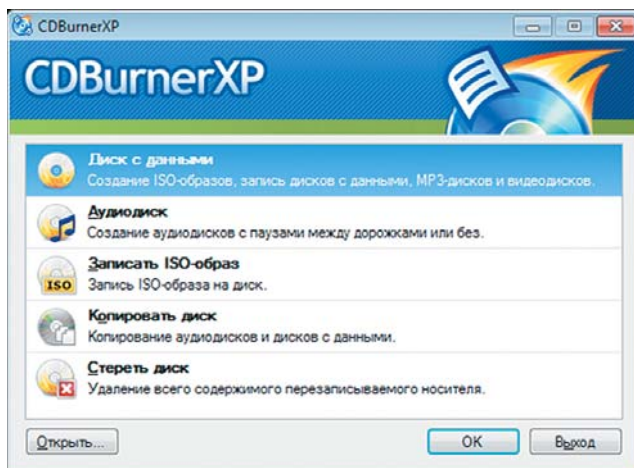 CDBurnerXP
CDBurnerXP
Диск с данными
Создание ISO-образов, запись дисков с данными, MP3-дисков и видеодисков.
Аудиодиск
Создание аудиодисков с паузами между дорожками или без.
Записать ISO-образ
Запись ISO-образа на диск.
ISO
Копировать диск
Копирование аудиодисков и дисков с данными.
Стереть диск
Удаление всего содержимого перезаписываемого носителя.
Открыть...
OK
Выход